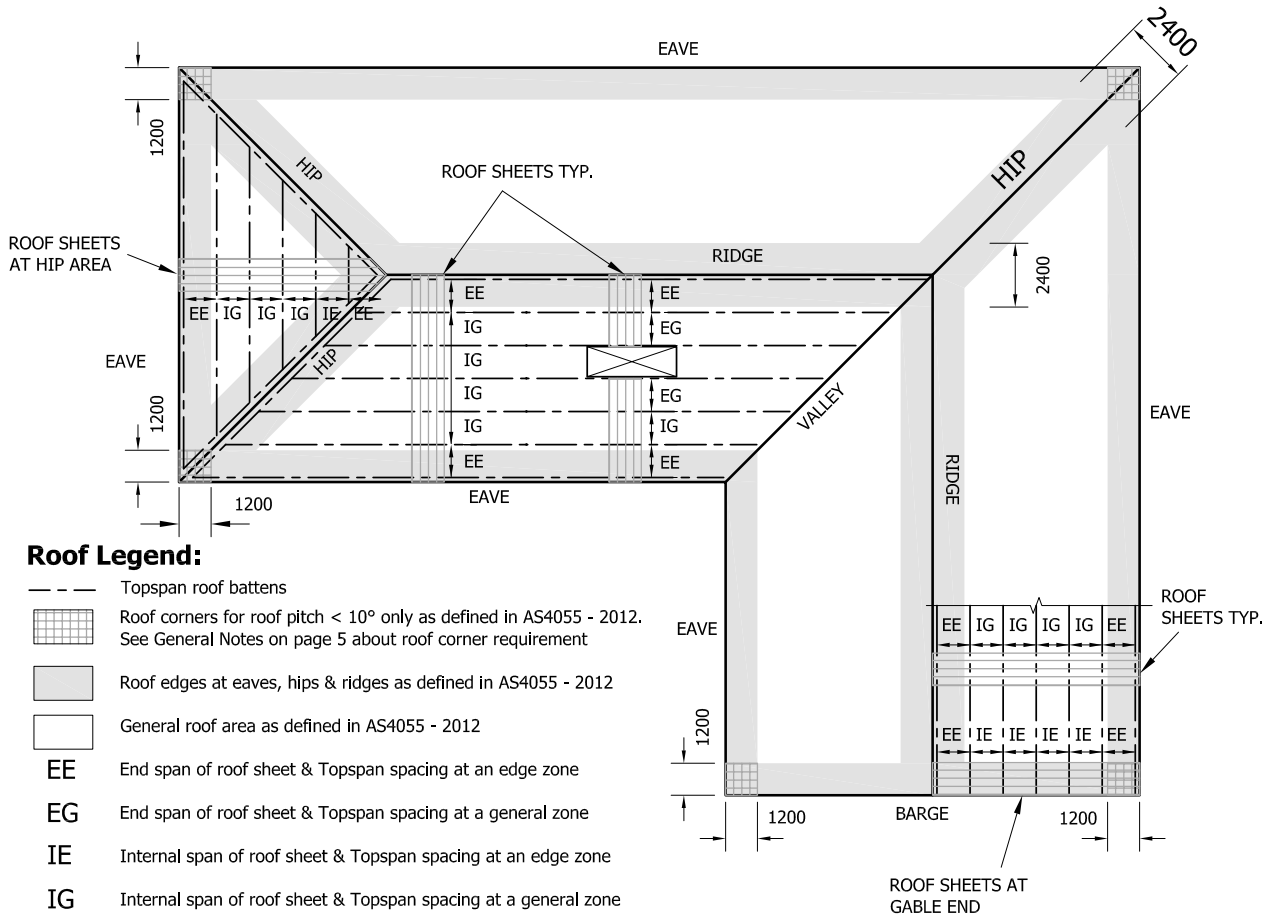 EAVE
2400
1200
HIP
ROOF SHEETS TYP.
HIP
ROOF SHEETS
AT HIP AREA
RIDGE
2400
EE
EE
EE
IG
IG
IG
IE
EE
IG
EG
EAVE
HIP
IG
IG
EG
VALLEY
EAVE
1200
IG
IG
EE
EE
RIDGE
EAVE
1200
Roof Legend:
Topspan roof battens
Roof corners for roof pitch < 10° only as defined in AS4055 - 2012.
See General Notes on page 5 about roof corner requirement
Roof edges at eaves, hips & ridges as defined in AS4055 - 2012
General roof area as defined in AS4055 - 2012
EE End span of roof sheet & Topspan spacing at an edge zone
EG End span of roof sheet & Topspan spacing at a general zone
IE Internal span of roof sheet & Topspan spacing at an edge zone
IG Internal span of roof sheet & Topspan spacing at a general zone
EAVE
ROOF
SHEETS TYP.
EE IG IG IG IG EE
1200
EE IE IE IE IE EE
1200
BARGE
1200
ROOF SHEETS AT
GABLE END